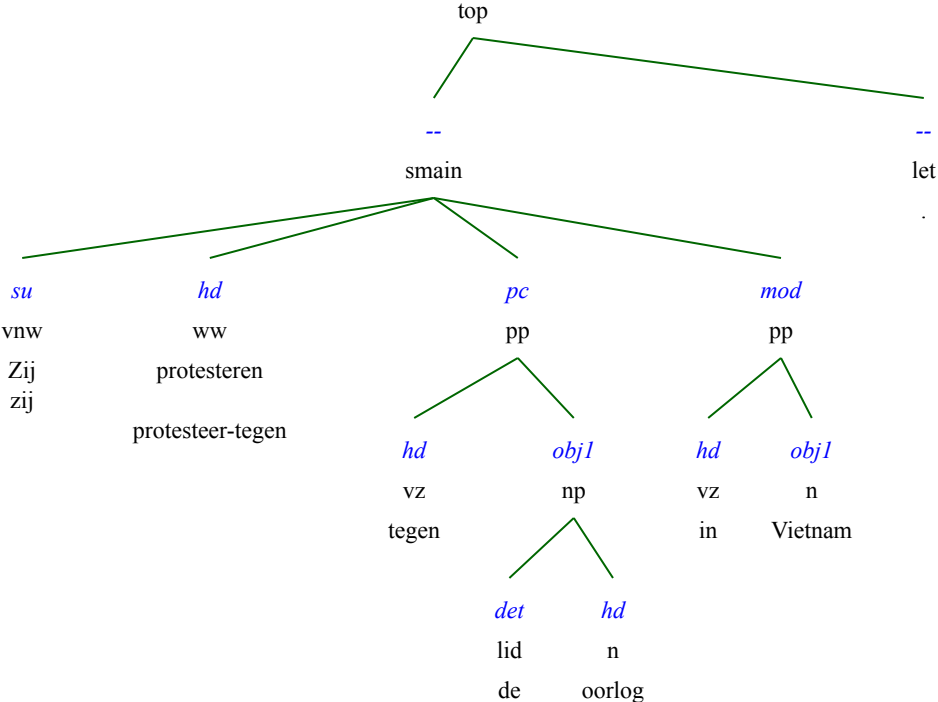 top
-- --
smain let
.
su hd pc mod
vnw ww pp pp
Zij protesteren
zij
protesteer-tegen
hd obj1 hd obj1
vz np vz n
tegen in Vietnam
det hd
lid n
de oorlog